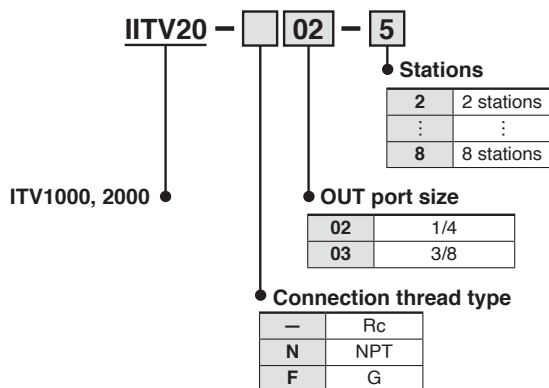 IITV20 – 02 – 5
Stations
2 2 stations
⋮ ⋮
8 8 stations
ITV1000, 2000
OUT port size
02 1/4
03 3/8
Connection thread type
– Rc
N NPT
F G